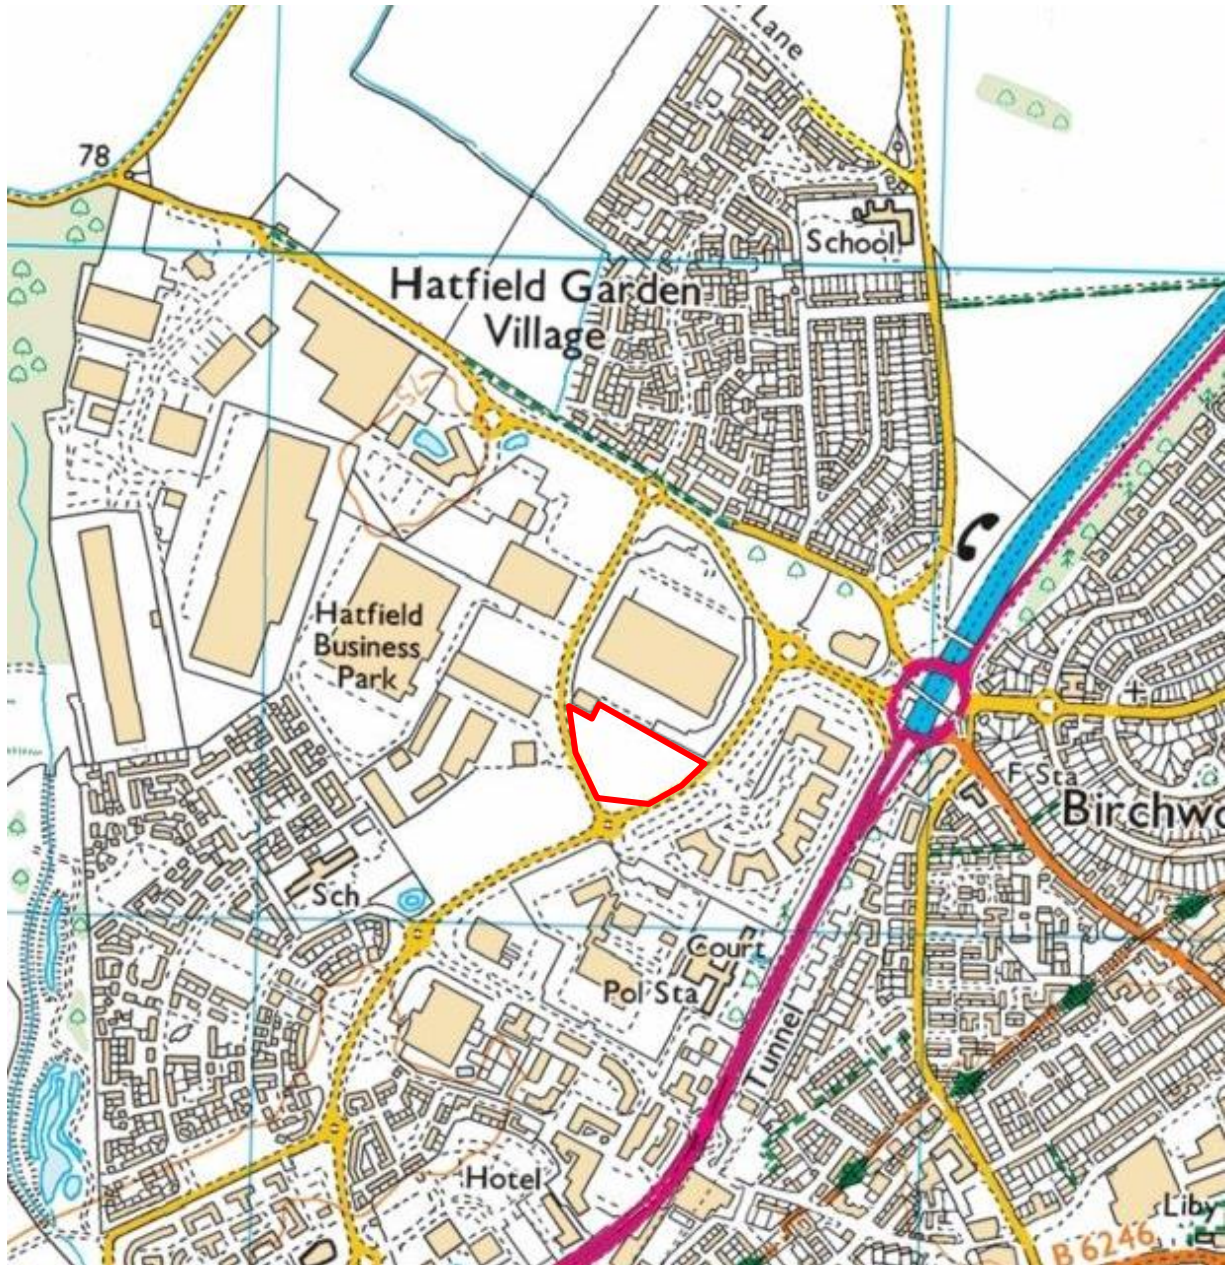 Lane
78
School
Hatfield Garden
Village
Hatfield
Business
Park
F Sta
Birchwo
Sch
Court
Pol Sta
Tunnel
Hotel
Liby
B 6246